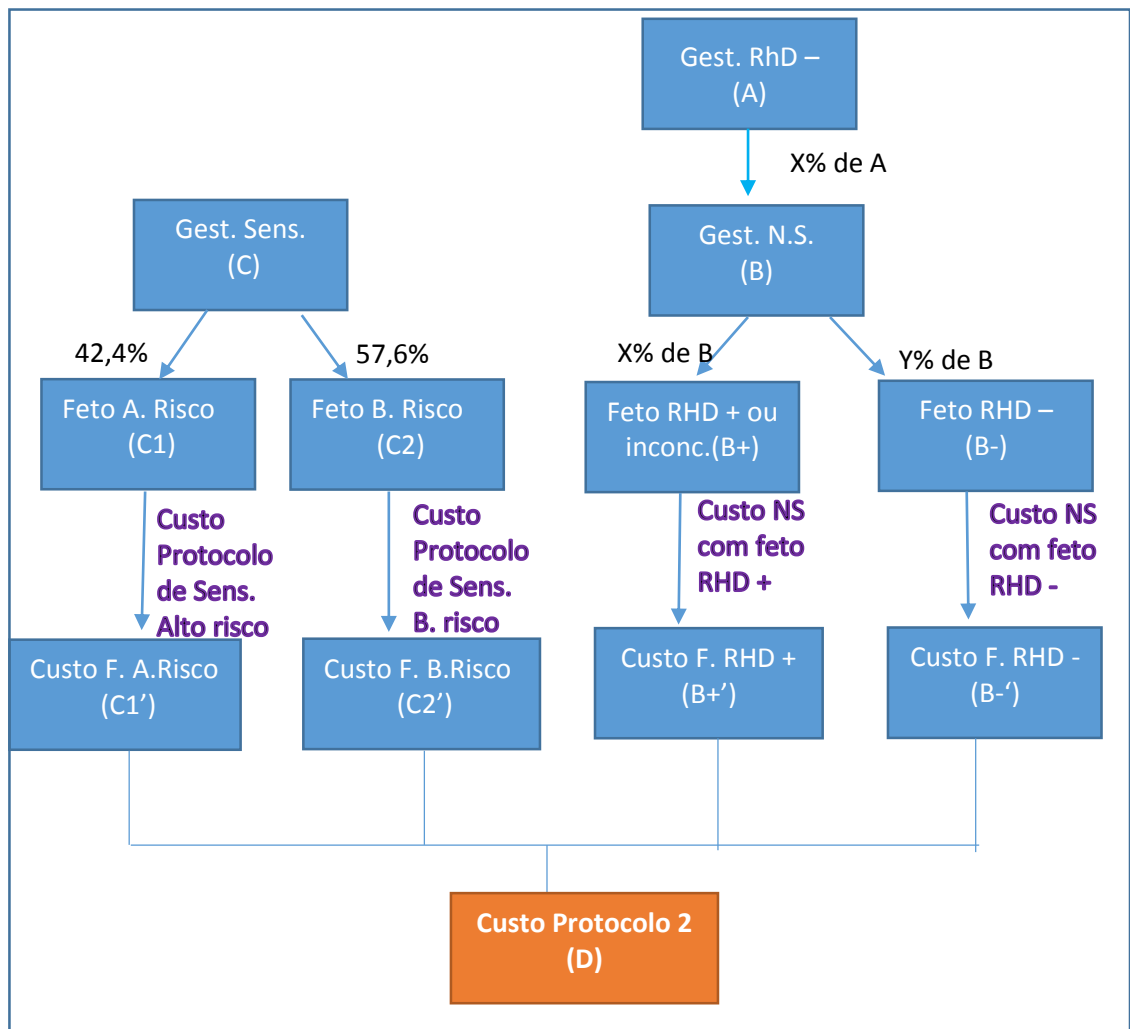 Gest. RhD –
(A)
X% de A
Gest. Sens.
(C)
Gest. N.S.
(B)
42,4%
57,6%
X% de B
Y% de B
Feto A. Risco
(C1)
Feto B. Risco
(C2)
Feto RHD + ou
inconc.(B+)
Feto RHD –
(B-)
Custo
Protocolo
de Sens.
Alto risco
Custo
Protocolo
de Sens.
B. risco
Custo NS
com feto
RHD +
Custo NS
com feto
RHD -
Custo F. A.Risco
(C1’)
Custo F. B.Risco
(C2’)
Custo F. RHD +
(B+’)
Custo F. RHD -
(B-‘)
Custo Protocolo 2
(D)